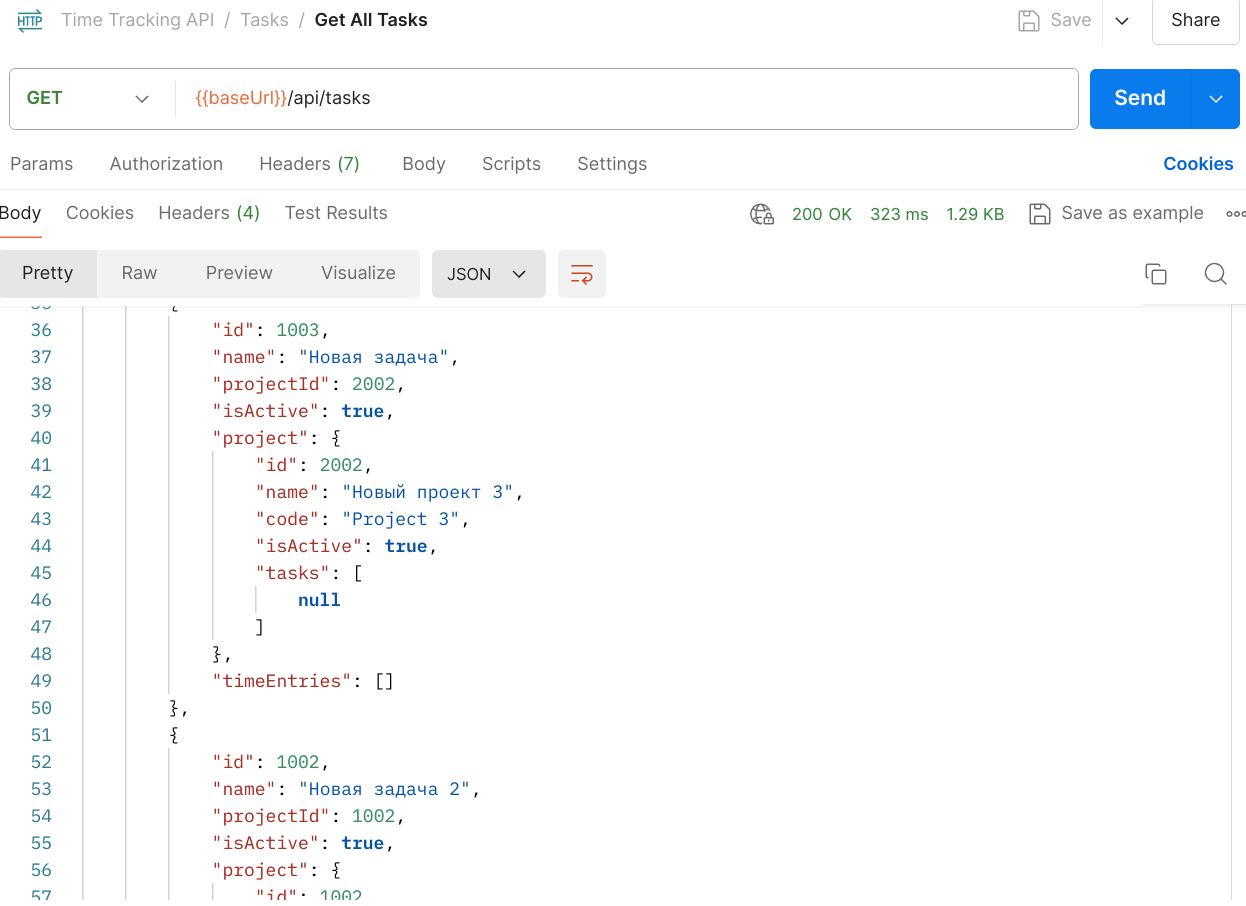 HTTP Time Tracking API / Tasks / Get All Tasks Save Share
GET {{baseUrl}}/api/tasks Send
Params Authorization Headers (7) Body Scripts Settings Cookies
Body Cookies Headers (4) Test Results 200 OK 323 ms 1.29 KB Save as example
Pretty Raw Preview Visualize JSON
35 {
36 "id": 1003,
37 "name": "Новая задача",
38 "projectId": 2002,
39 "isActive": true,
40 "project": {
41 "id": 2002,
42 "name": "Новый проект 3",
43 "code": "Project 3",
44 "isActive": true,
45 "tasks": [
46 null
47 ]
48 },
49 "timeEntries": []
50 },
51 {
52 "id": 1002,
53 "name": "Новая задача 2",
54 "projectId": 1002,
55 "isActive": true,
56 "project": {
57 "id": 1002